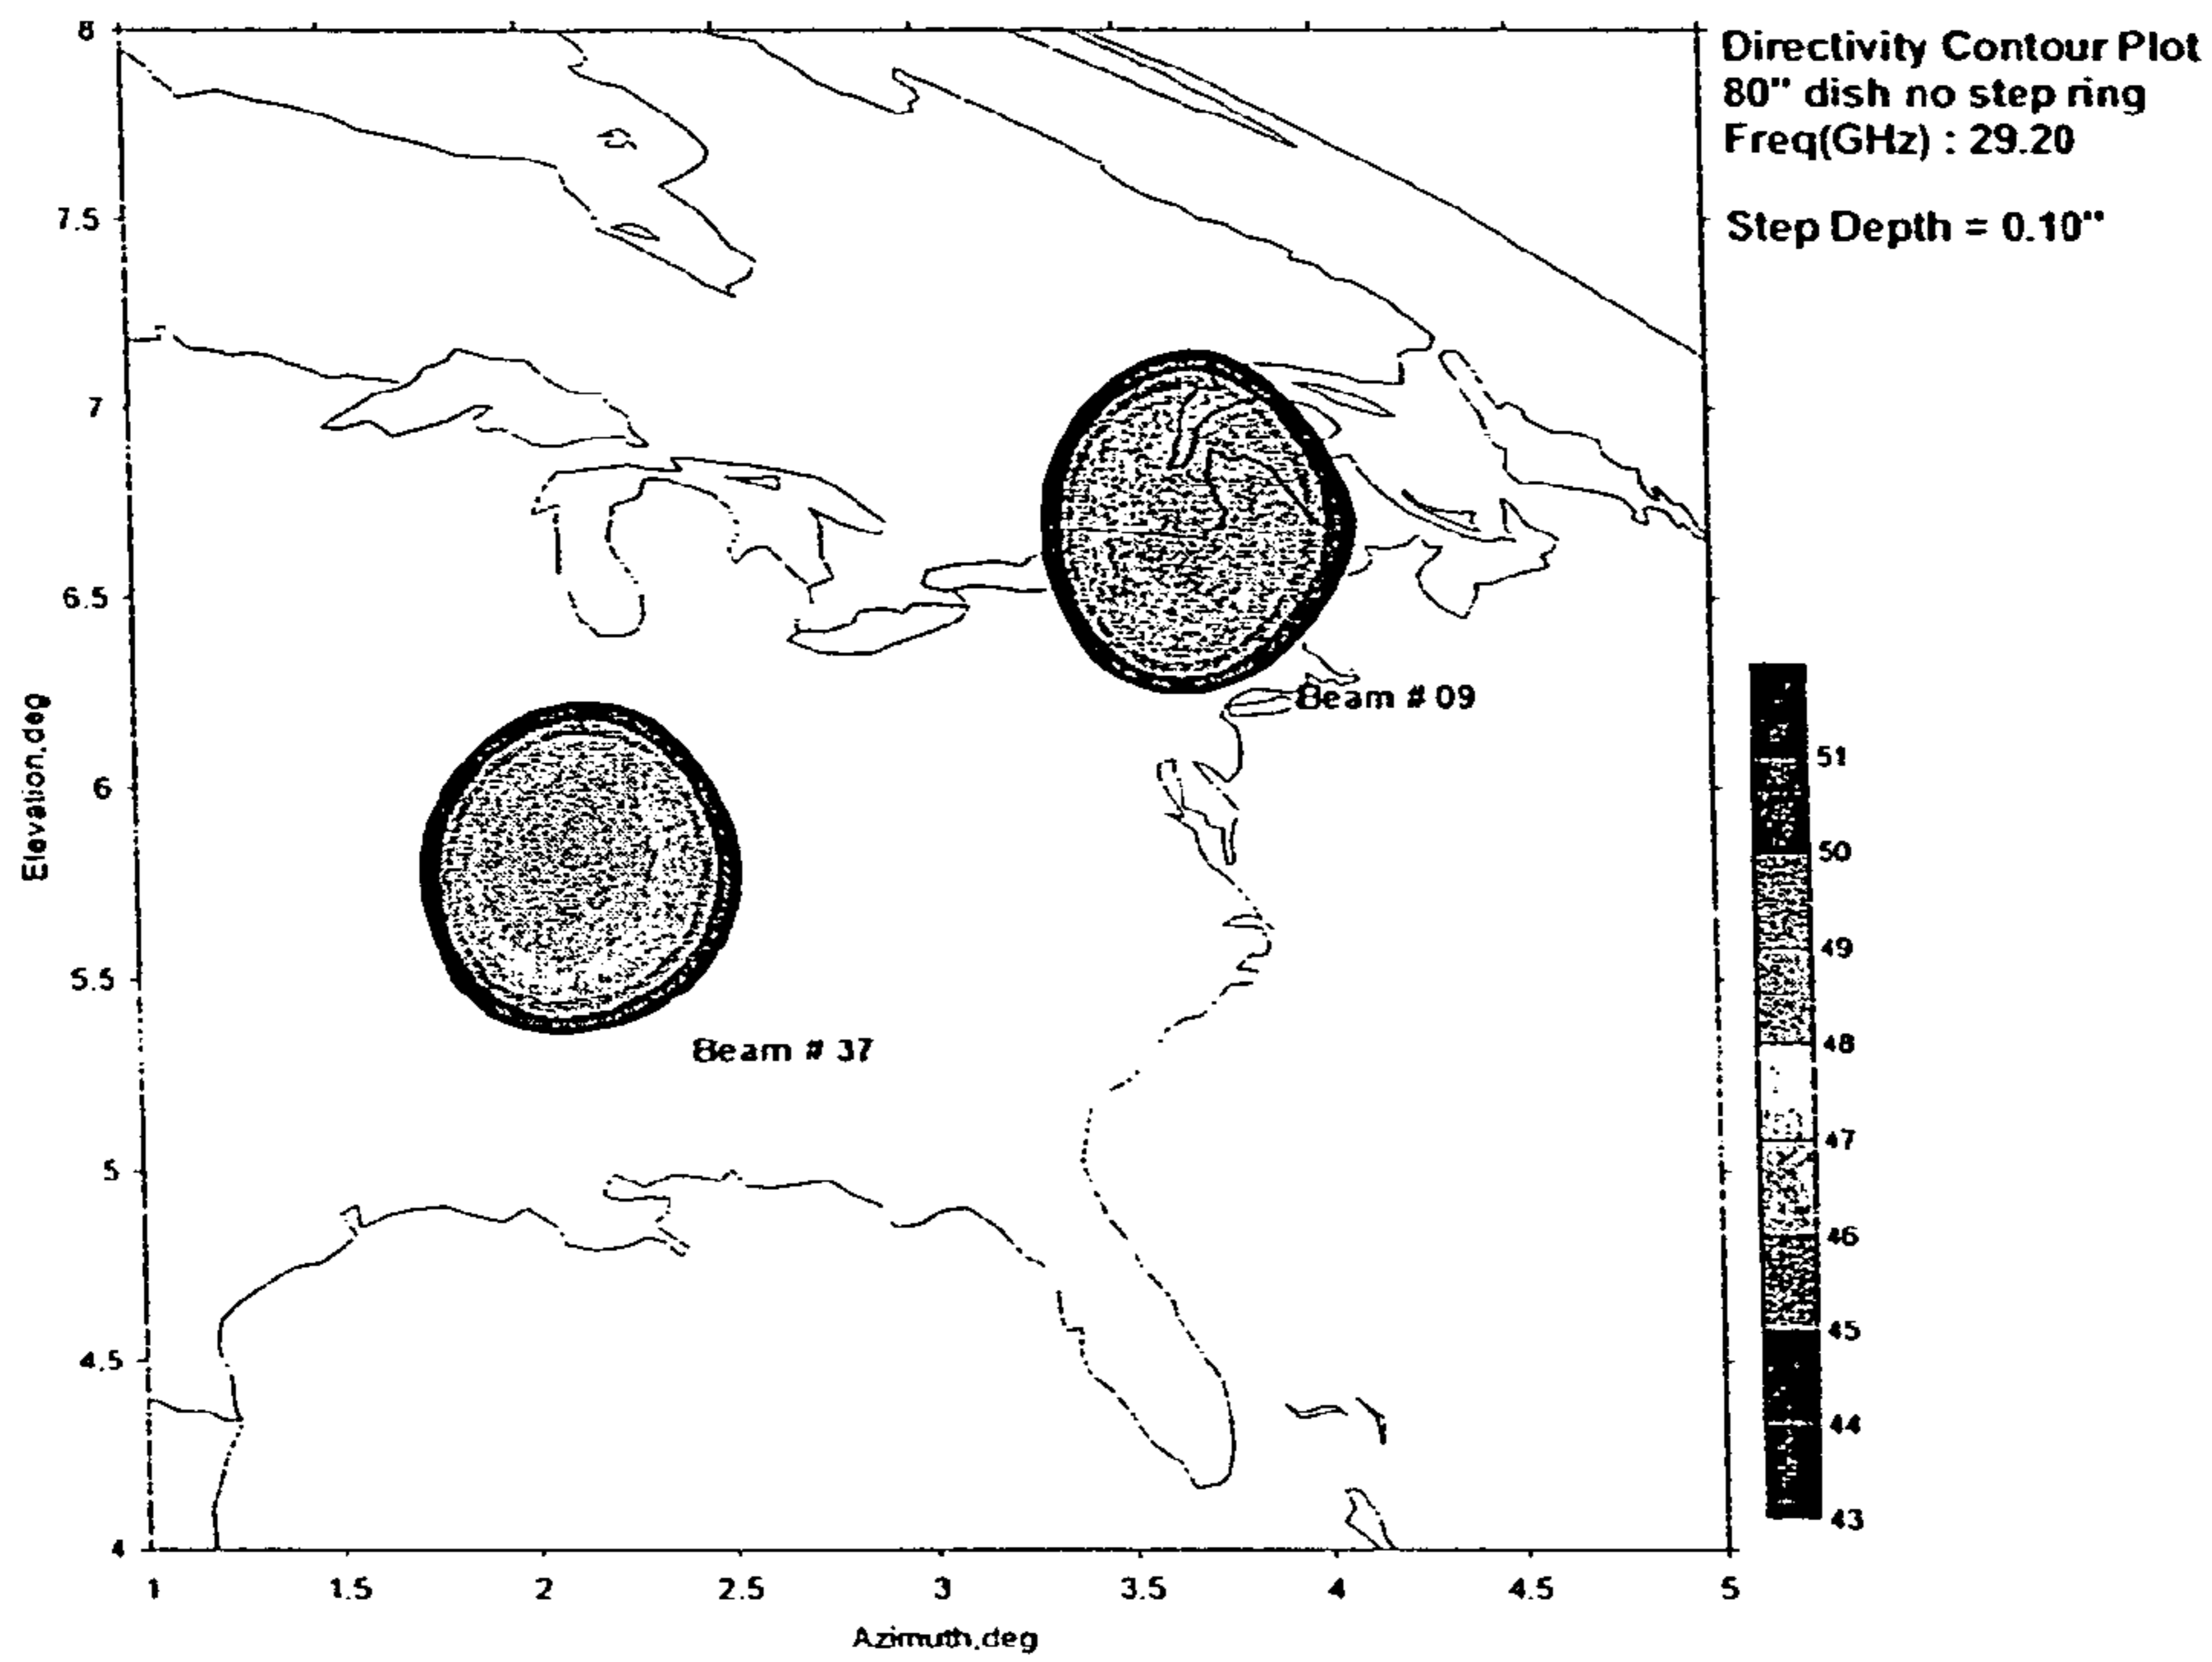 Directivity Contour Plot
80" dish no step ring
Freq(GHz) : 29.20
Step Depth = 0.10"
8
7.5
7
6.5
6
5.5
5
4.5
4
Elevation,deg
Beam # 09
Beam # 37
51
50
49
48
47
46
45
44
43
1 1.5 2 2.5 3 3.5 4 4.5 5
Azimuth,deg